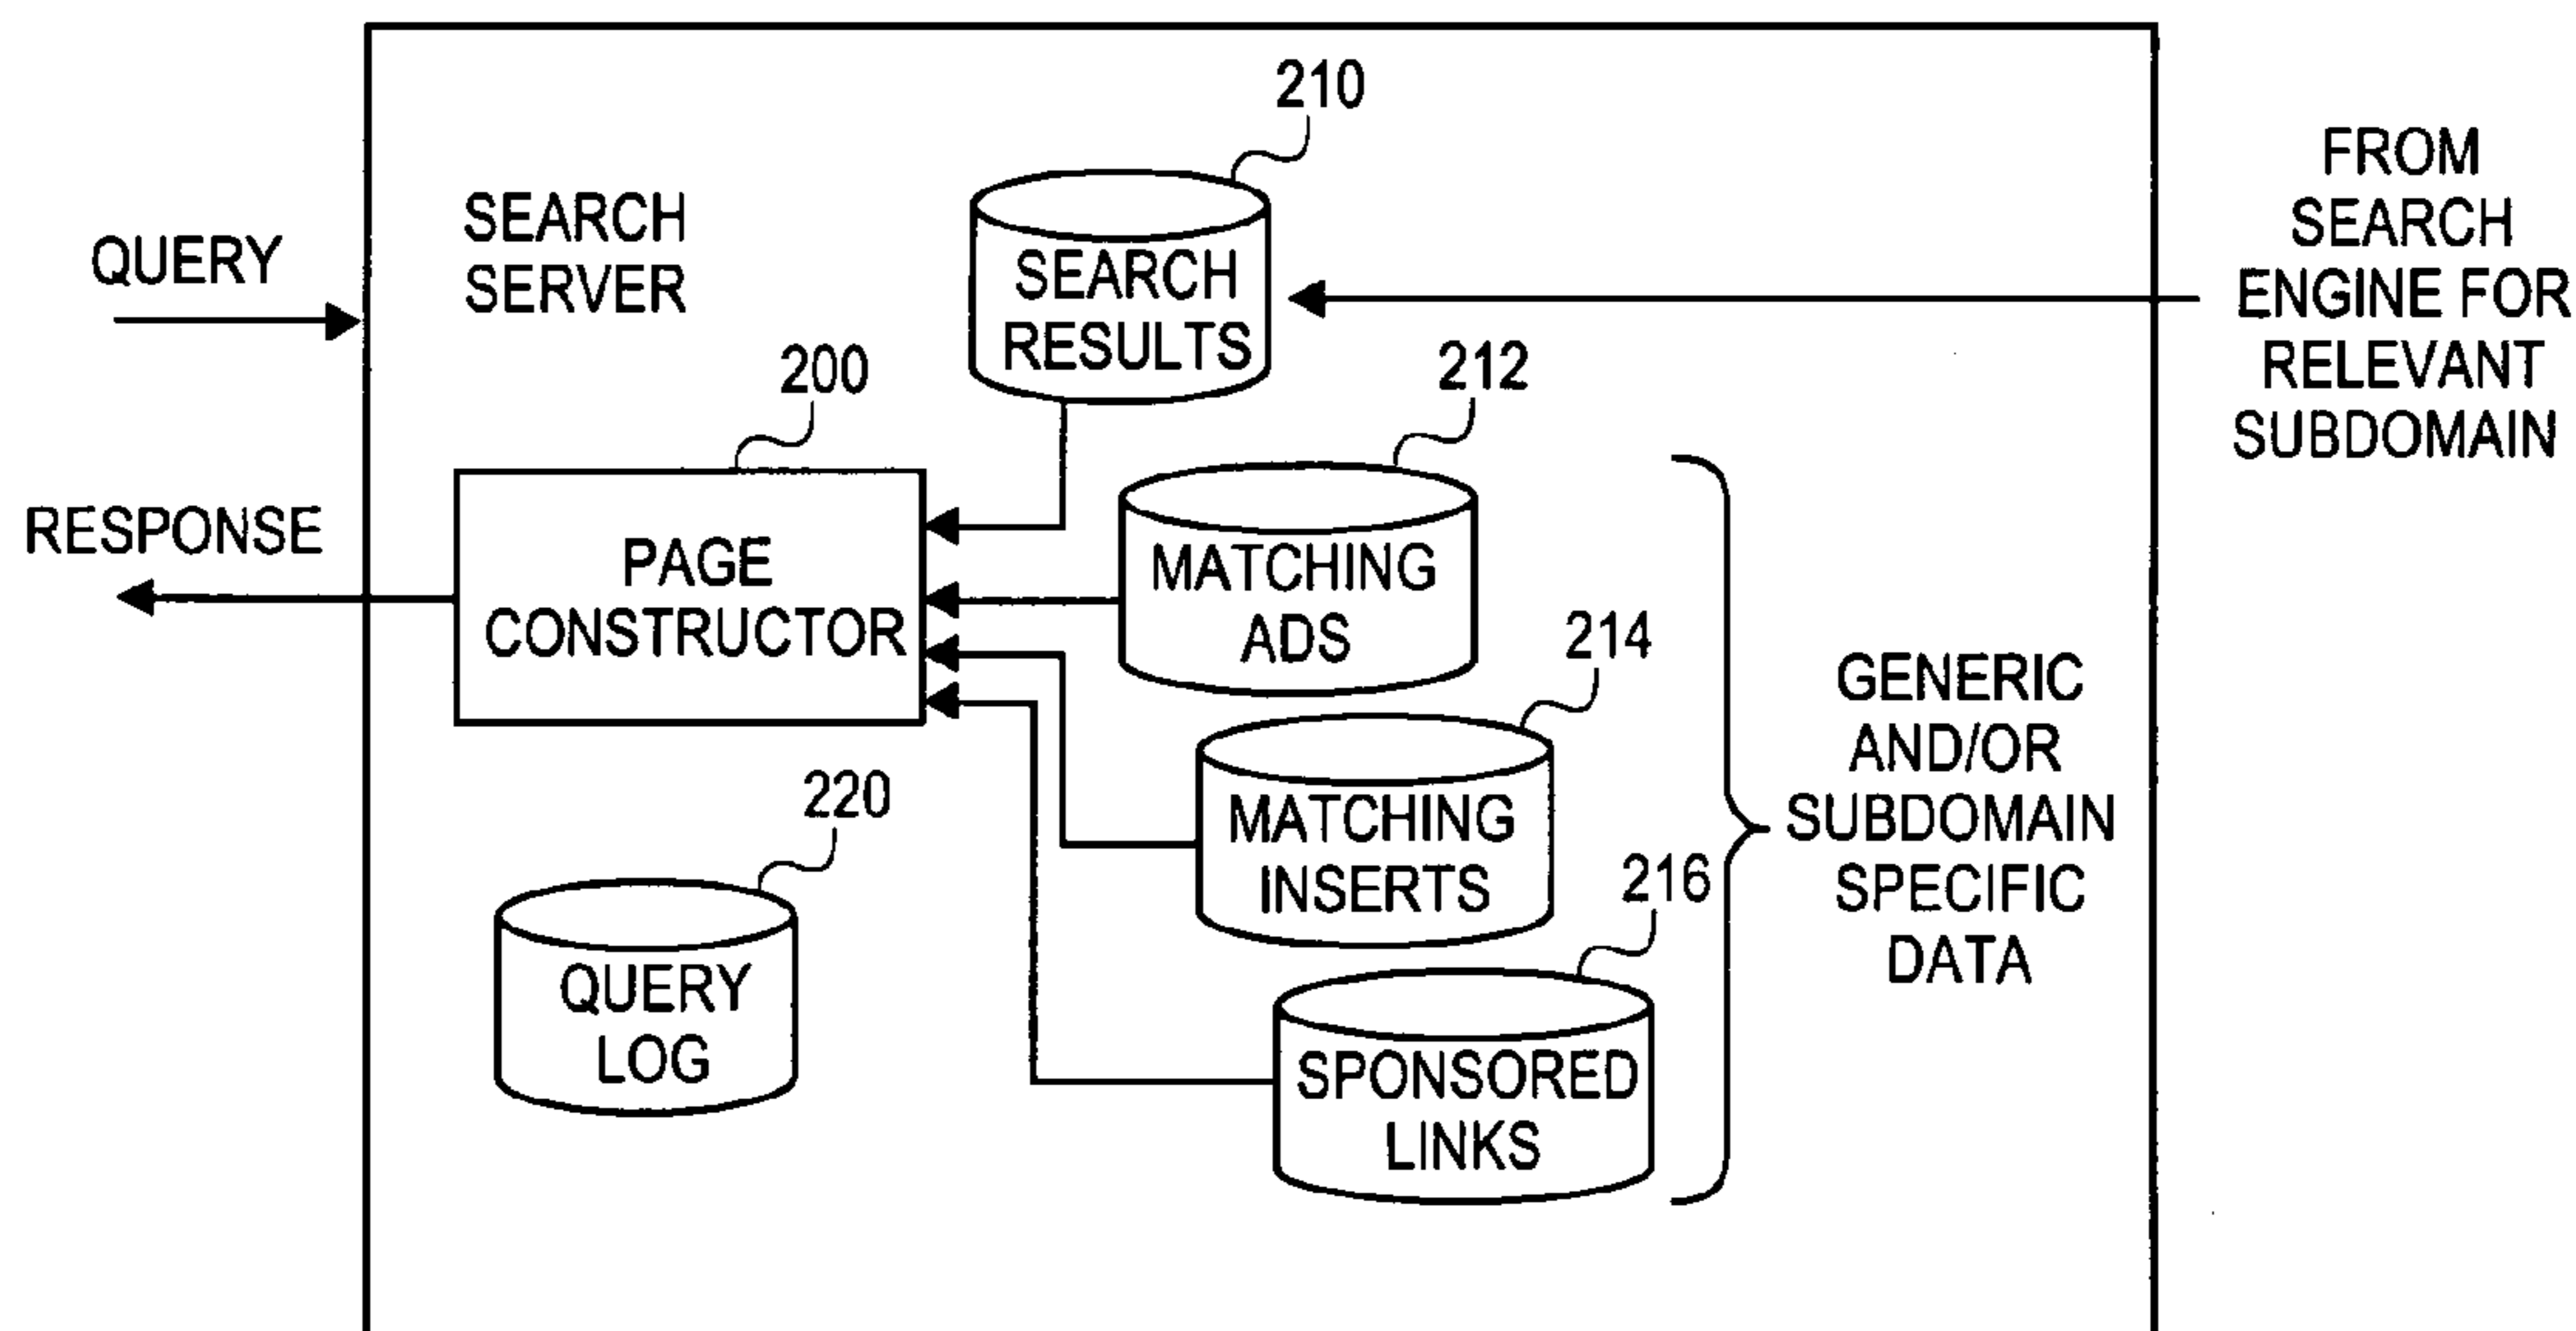 210
FROM
SEARCH
ENGINE FOR
RELEVANT
SUBDOMAIN
SEARCH
SERVER
QUERY
SEARCH
RESULTS
200
212
RESPONSE
PAGE
CONSTRUCTOR
MATCHING
ADS
214
GENERIC
AND/OR
SUBDOMAIN
SPECIFIC
DATA
220
MATCHING
INSERTS
216
QUERY
LOG
SPONSORED
LINKS